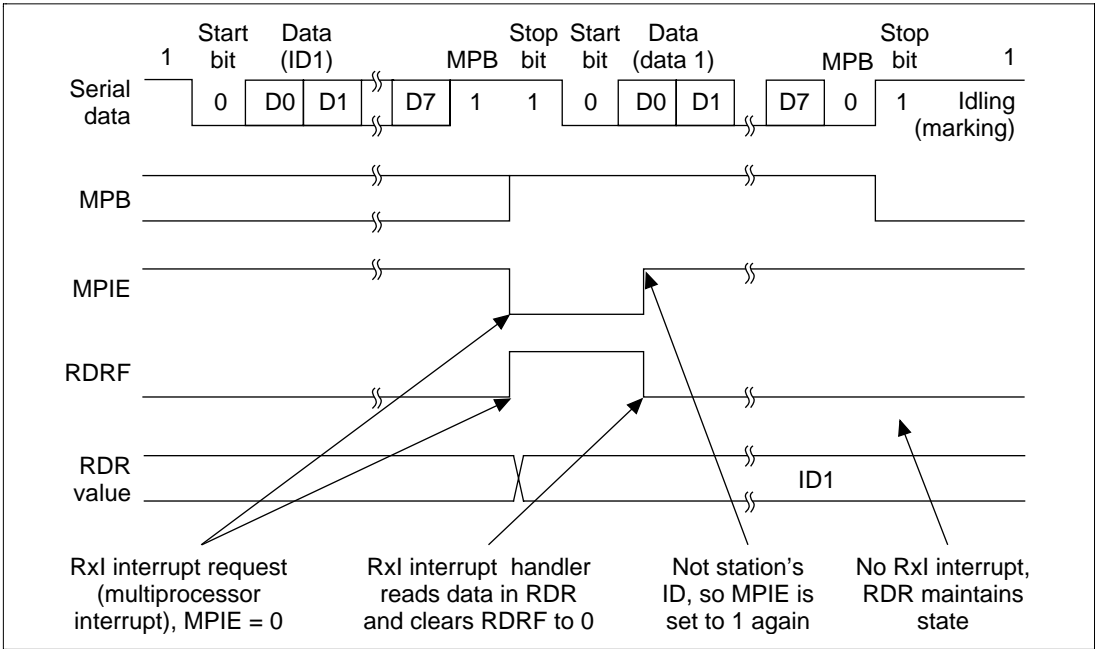 Start Data Stop Start Data Stop
1 bit (ID1) MPB bit bit (data 1) MPB bit 1
Serial data 0 D0 D1 D7 1 1 0 D0 D1 D7 0 1 Idling (marking)
MPB
MPIE
RDRF
RDR value ID1
RxI interrupt request (multiprocessor interrupt), MPIE = 0
RxI interrupt handler reads data in RDR and clears RDRF to 0
Not station's ID, so MPIE is set to 1 again
No RxI interrupt, RDR maintains state